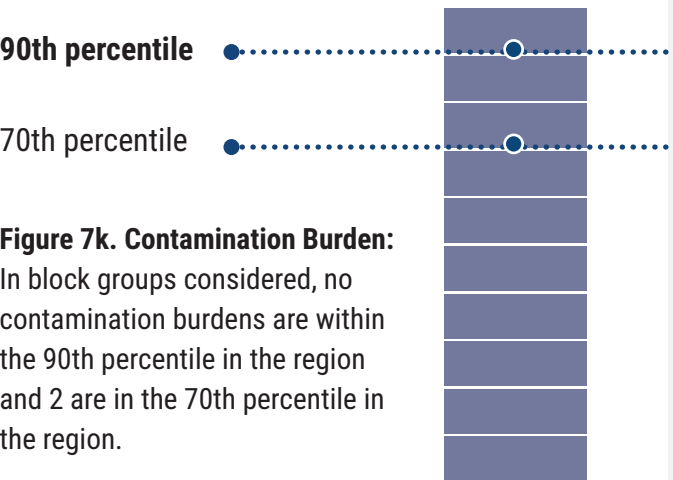 90th percentile
70th percentile
Figure 7k. Contamination Burden:
In block groups considered, no
contamination burdens are within
the 90th percentile in the region
and 2 are in the 70th percentile in
the region.